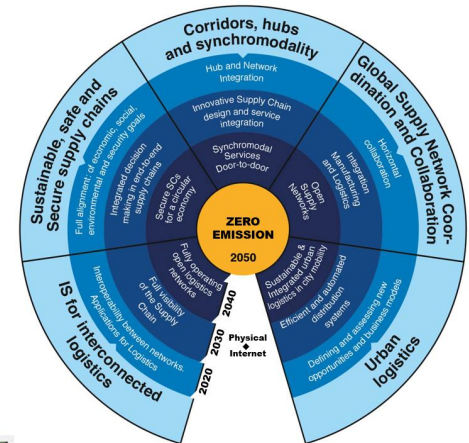 Corridors, hubs
and synchromodality
Hub and Network
Integration
Innovative Supply Chain
design and service
integration
Synchromodal
Services
Door-to-door
Global Supply Network Coor-
dination and Collaboration
Horizontal
collaboration
Integration
Manufacturing
and Logistics
Open
Supply
Networks
Urban
logistics
Defining and assessing new
opportunities and business models
Efficient and automated
distribution
systems
Sustainable &
Integrated urban
logistics in city mobility
Sustainable, safe and
Secure supply chains
Full alignment: of economic, social,
environmental and security goals
Integrated decision
making in end-to-end
supply chains
Secure SCs
for a circular
economy
IS for interconnected
logistics
Interoperability between networks.
Applications for Logistics
Full visibility
of the Supply
Chain
Fully operating
open logistics
networks
ZERO
EMISSION
2050
2040
2030
2020
Physical
Internet